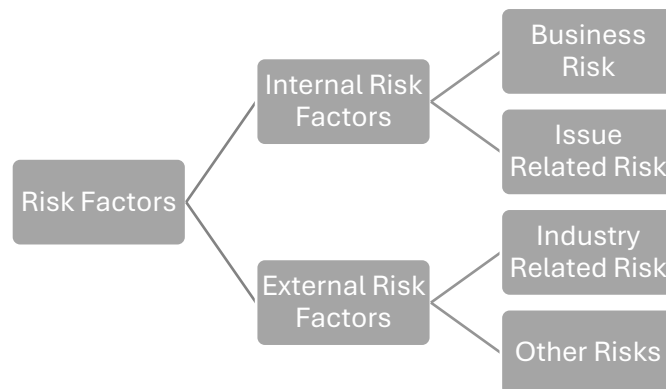 Risk Factors
Internal Risk
Factors
Business
Risk
Issue
Related Risk
External Risk
Factors
Industry
Related Risk
Other Risks